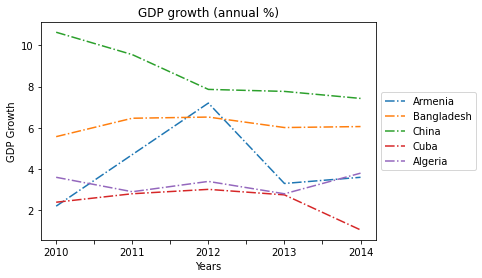 GDP growth (annual %)
GDP Growth
10
8
6
4
2
2010 2011 2012 2013 2014
Years
Armenia
Bangladesh
China
Cuba
Algeria